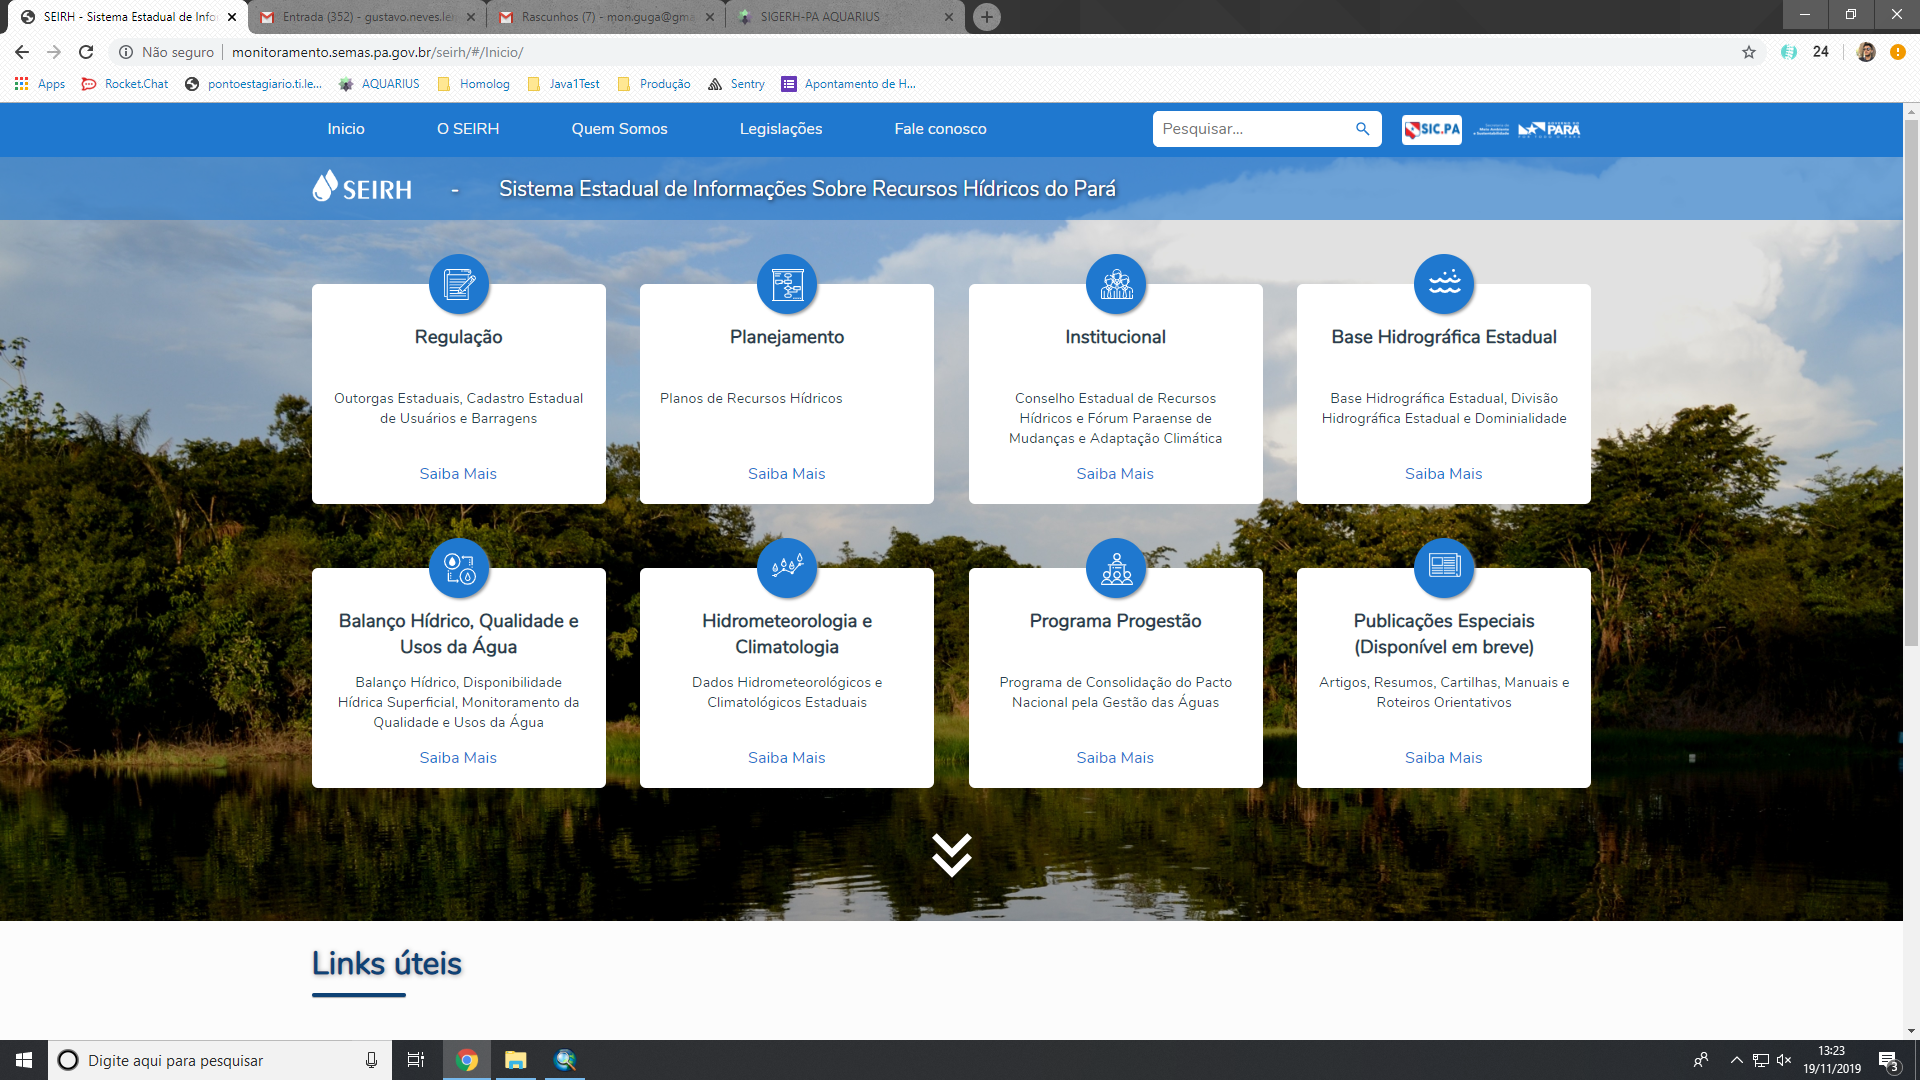 SEIRH - Sistema Estadual de Info
Entrada (352) - gustavo.neves.le
Rascunhos (7) - mon.guga@gma
SIGERH-PA AQUARIUS
Não seguro
monitoramento.semas.pa.gov.br/seirh/#/Inicio/
24
Apps
Rocket.Chat
pontoestagiario.ti.le...
AQUARIUS
Homolog
Java1Test
Produção
Sentry
Apontamento de H...
Inicio
O SEIRH
Quem Somos
Legislações
Fale conosco
Pesquisar...
SIC.PA
PARÁ
SEIRH
-
Sistema Estadual de Informações Sobre Recursos Hídricos do Pará
Regulação
Outorgas Estaduais, Cadastro Estadual
de Usuários e Barragens
Saiba Mais
Planejamento
Planos de Recursos Hídricos
Saiba Mais
Institucional
Conselho Estadual de Recursos
Hídricos e Fórum Paraense de
Mudanças e Adaptação Climática
Saiba Mais
Base Hidrográfica Estadual
Base Hidrográfica Estadual, Divisão
Hidrográfica Estadual e Dominialidade
Saiba Mais
Balanço Hídrico, Qualidade e
Usos da Água
Balanço Hídrico, Disponibilidade
Hídrica Superficial, Monitoramento da
Qualidade e Usos da Água
Saiba Mais
Hidrometeorologia e
Climatologia
Dados Hidrometeorológicos e
Climatológicos Estaduais
Saiba Mais
Programa Progestão
Programa de Consolidação do Pacto
Nacional pela Gestão das Águas
Saiba Mais
Publicações Especiais
(Disponível em breve)
Artigos, Resumos, Cartilhas, Manuais e
Roteiros Orientativos
Saiba Mais
Links úteis
Digite aqui para pesquisar
13:23
19/11/2019
3